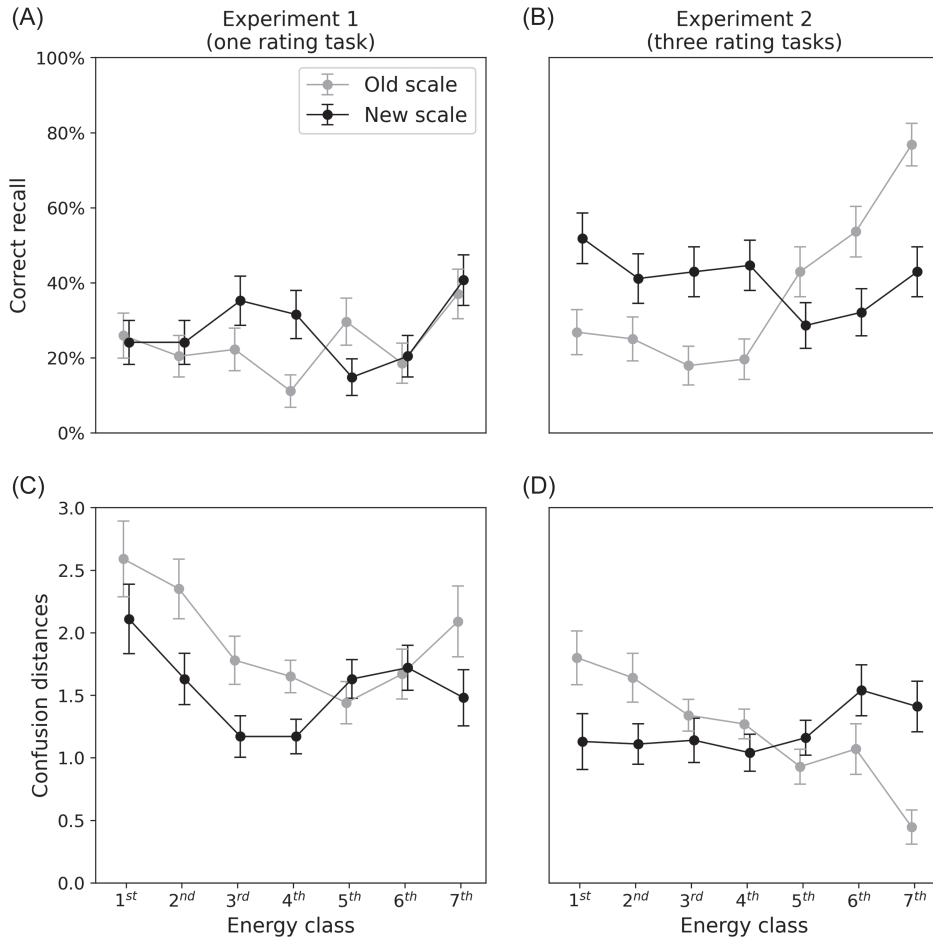 (A)
Experiment 1
(one rating task)
(B)
Experiment 2
(three rating tasks)
100%
80%
60%
40%
20%
0%
Correct recall
Old scale
New scale
(C)
(D)
3.0
2.5
2.0
1.5
1.0
0.5
0.0
Confusion distances
1st 2nd 3rd 4th 5th 6th 7th
Energy class
1st 2nd 3rd 4th 5th 6th 7th
Energy class